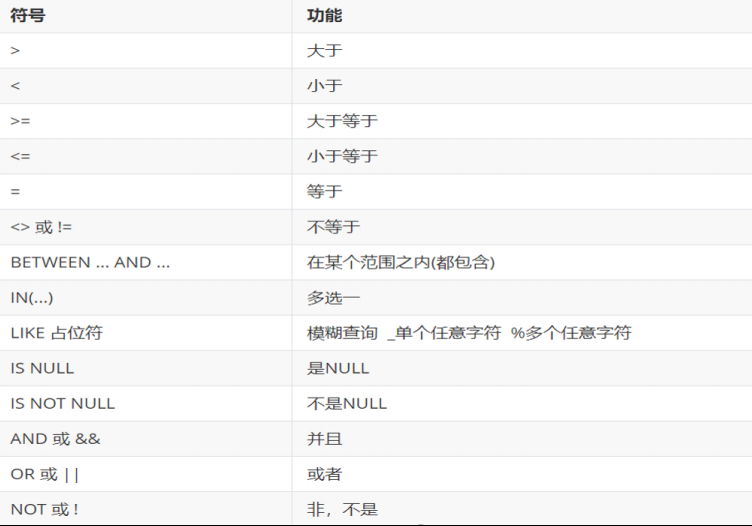 符号 功能
> 大于
< 小于
>= 大于等于
<= 小于等于
= 等于
<> 或 != 不等于
BETWEEN ... AND ... 在某个范围之内(都包含)
IN(...) 多选一
LIKE 占位符 模糊查询 _单个任意字符 %多个任意字符
IS NULL 是NULL
IS NOT NULL 不是NULL
AND 或 && 并且
OR 或 || 或者
NOT 或 ! 非，不是